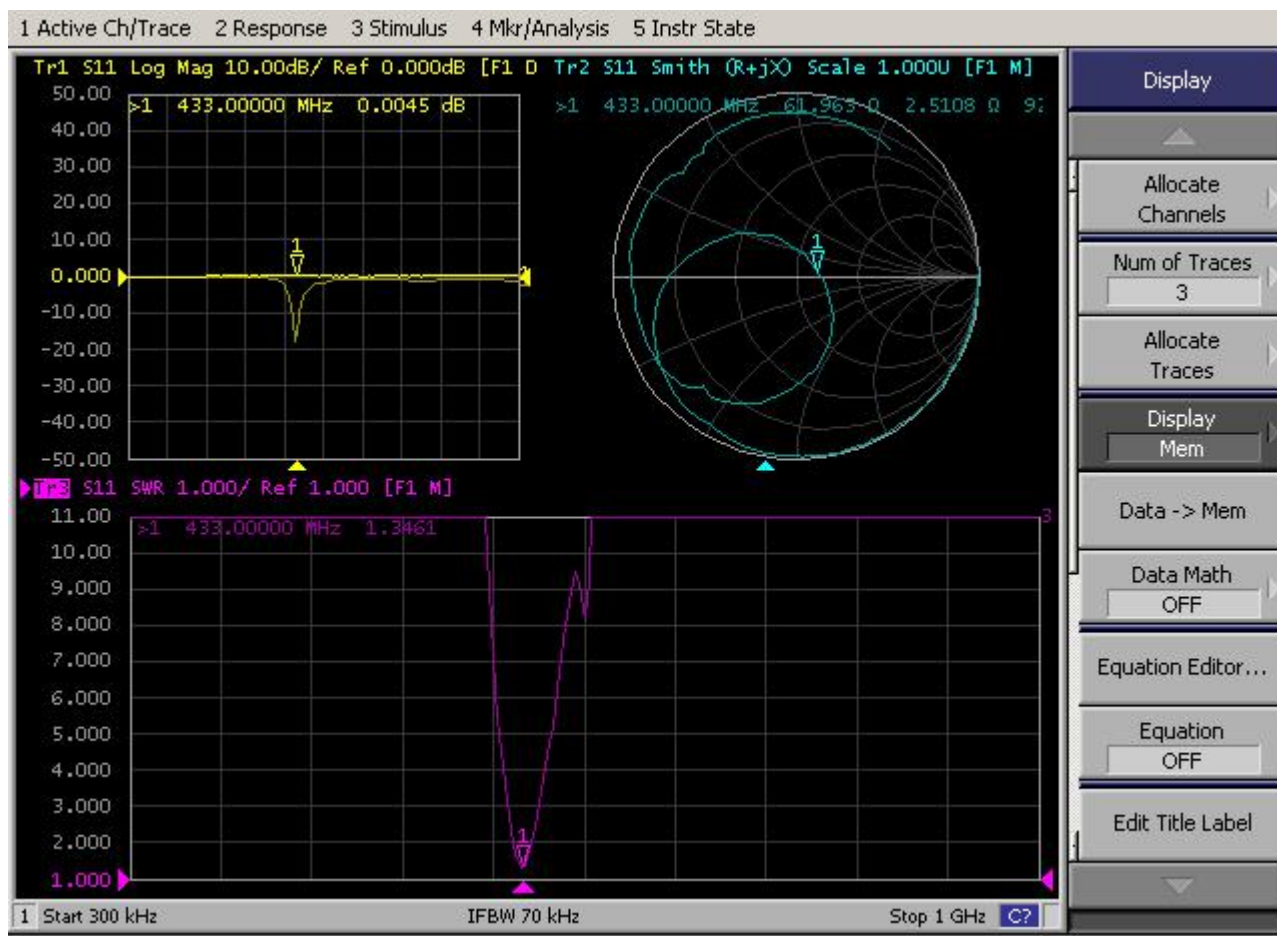 1 Active Ch/Trace 2 Response 3 Stimulus 4 Mkr/Analysis 5 Instr State
Tr1 S11 Log Mag 10.00dB/ Ref 0.000dB [F1 D
Tr2 S11 Smith (R+jX) Scale 1.000U [F1 M]
50.00
>1 433.00000 MHz 0.0045 dB
>1 433.00000 MHz 61.963 Ω 2.5108 Ω 92
40.00
30.00
20.00
10.00
0.000
-10.00
-20.00
-30.00
-40.00
-50.00
1
1
Tr3 S11 SWR 1.000/ Ref 1.000 [F1 M]
11.00
>1 433.00000 MHz 1.3461
3
10.00
9.000
8.000
7.000
6.000
5.000
4.000
3.000
2.000
1.000
1
1 Start 300 kHz
IFBW 70 kHz
Stop 1 GHz C?
Display
Allocate
Channels
Num of Traces
3
Allocate
Traces
Display
Mem
Data -> Mem
Data Math
OFF
Equation Editor...
Equation
OFF
Edit Title Label